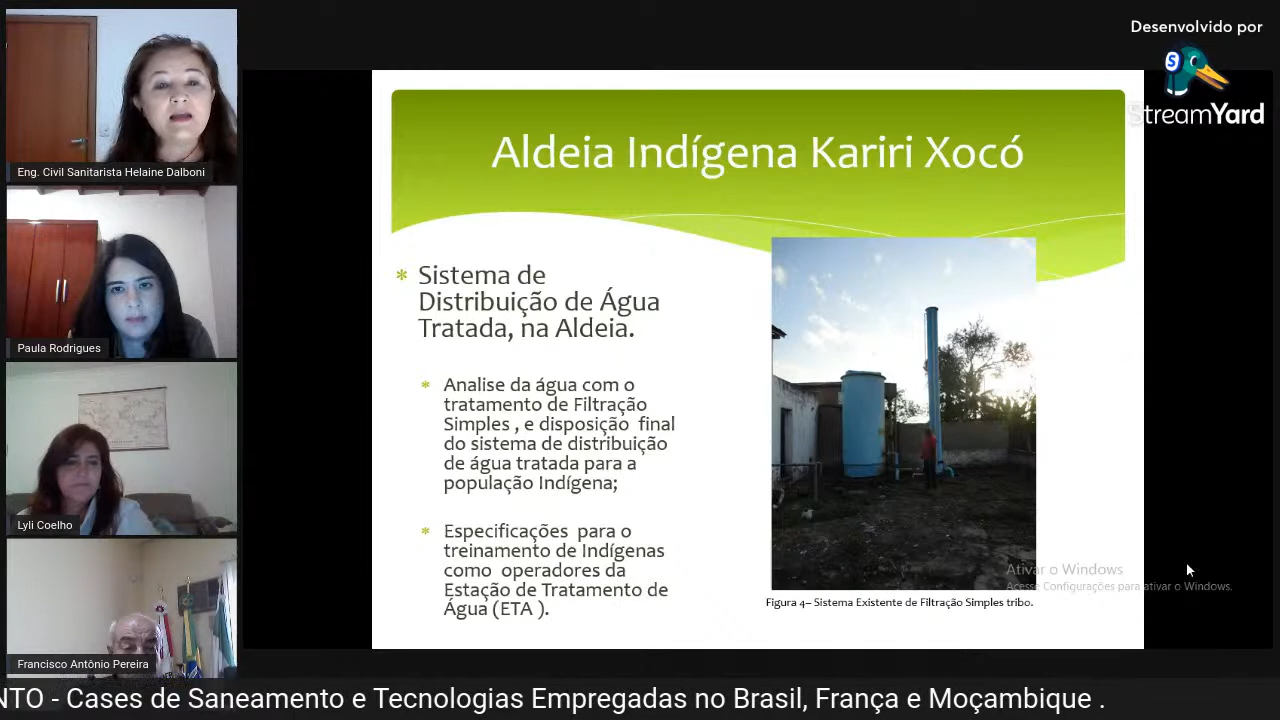 Desenvolvido por
StreamYard
Eng. Civil Sanitarista Helaine Dalboni
Paula Rodrigues
Lyli Coelho
Francisco Antônio Pereira
Aldeia Indígena Kariri Xocó
Sistema de
Distribuição de Água
Tratada, na Aldeia.
Analise da água com o
tratamento de Filtração
Simples , e disposição final
do sistema de distribuição
de água tratada para a
população Indígena;
Especificações para o
treinamento de Indígenas
como operadores da
Estação de Tratamento de
Água (ETA ).
Figura 4– Sistema Existente de Filtração Simples tribo.
Ativar o Windows
Acesse Configurações para ativar o Windows.
NTO - Cases de Saneamento e Tecnologias Empregadas no Brasil, França e Moçambique .